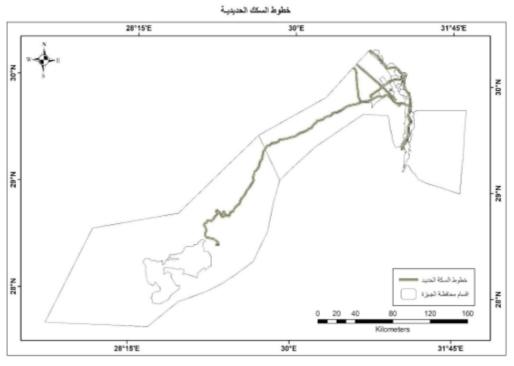 خطوط السكك الحديدية
28°15'E 30°E 31°45'E
N
W E
S
30°N 30°N
29°N 29°N
28°N 28°N
خطوط السكة الحديد
اقسام محافظة الجيزة
0 20 40 80 120 160
Kilometers
28°15'E 30°E 31°45'E